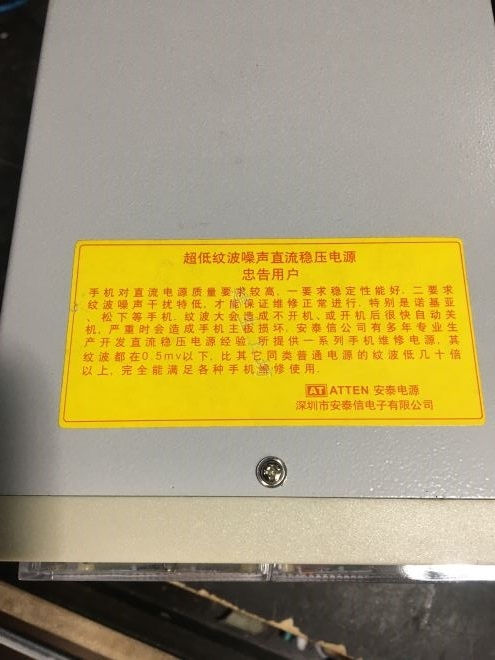 超低纹波噪声直流稳压电源
忠告用户
手机对直流电源质量要求较高，一要求稳定性能好，二要求
纹波噪声干扰特低，才能保证维修正常进行，特别是诺基亚
、松下等手机，纹波大会造成不开机，或开机后很快自动关
机，严重时会造成手机主板损坏，安泰信公司有多年专业生
产开发直流稳压电源经验，所提供一系列手机维修电源，其
纹波都在0.5mv以下，比其它同类普通电源的纹波低几十倍
以上，完全能满足各种手机维修使用.
AT ATTEN 安泰电源
深圳市安泰信电子有限公司